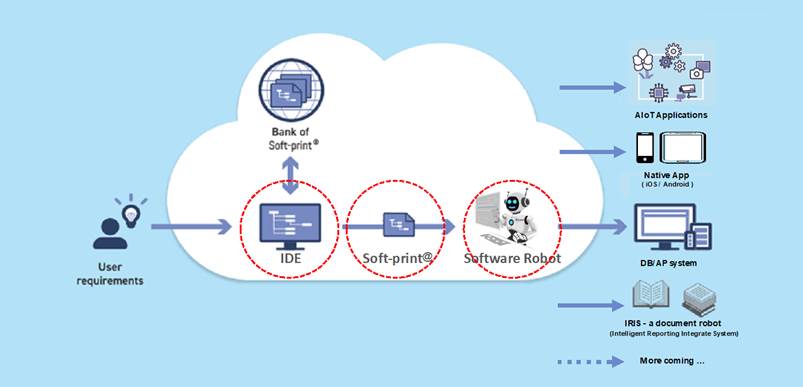 Bank of
Soft-print®
User
requirements
IDE
Soft-print@
Software Robot
AIoT Applications
Native App
( iOS / Android )
DB/AP system
IRIS - a document robot
(Intelligent Reporting Integrate System)
More coming ...